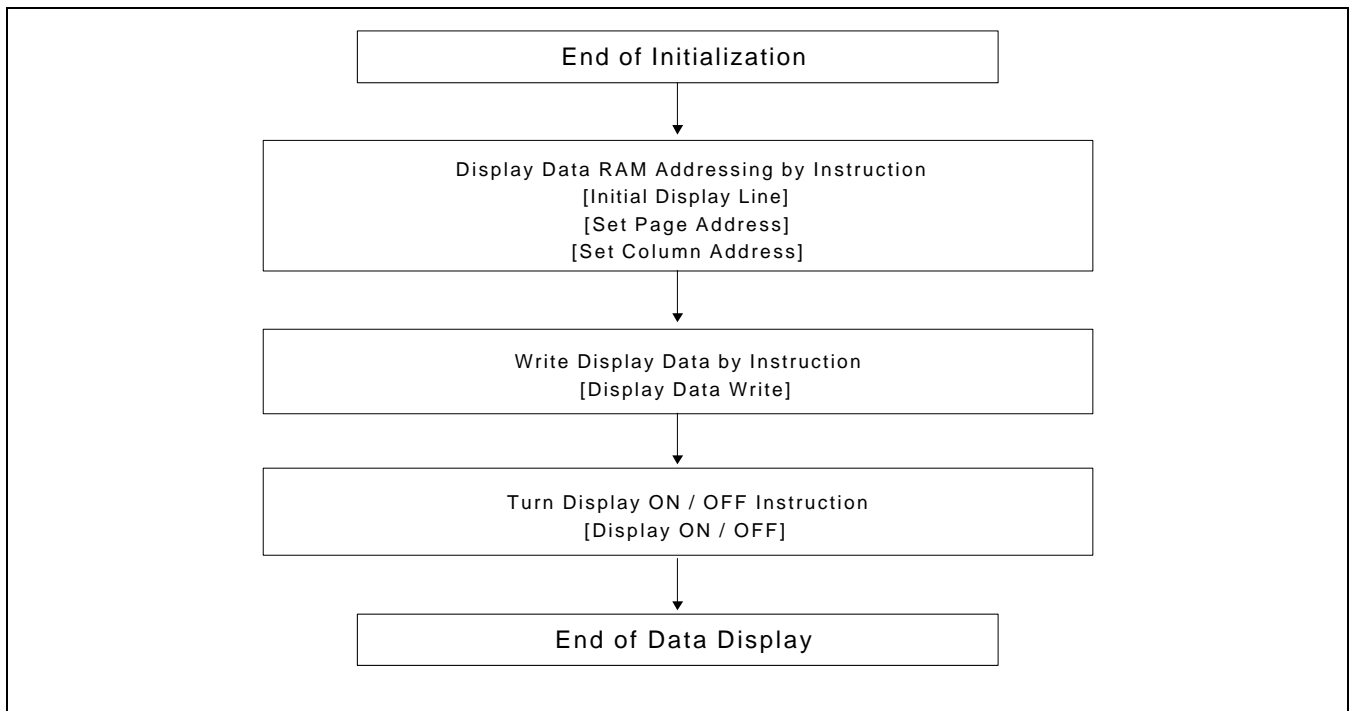 End of Initialization
Display Data RAM Addressing by Instruction
[Initial Display Line]
[Set Page Address]
[Set Column Address]
Write Display Data by Instruction
[Display Data Write]
Turn Display ON / OFF Instruction
[Display ON / OFF]
End of Data Display